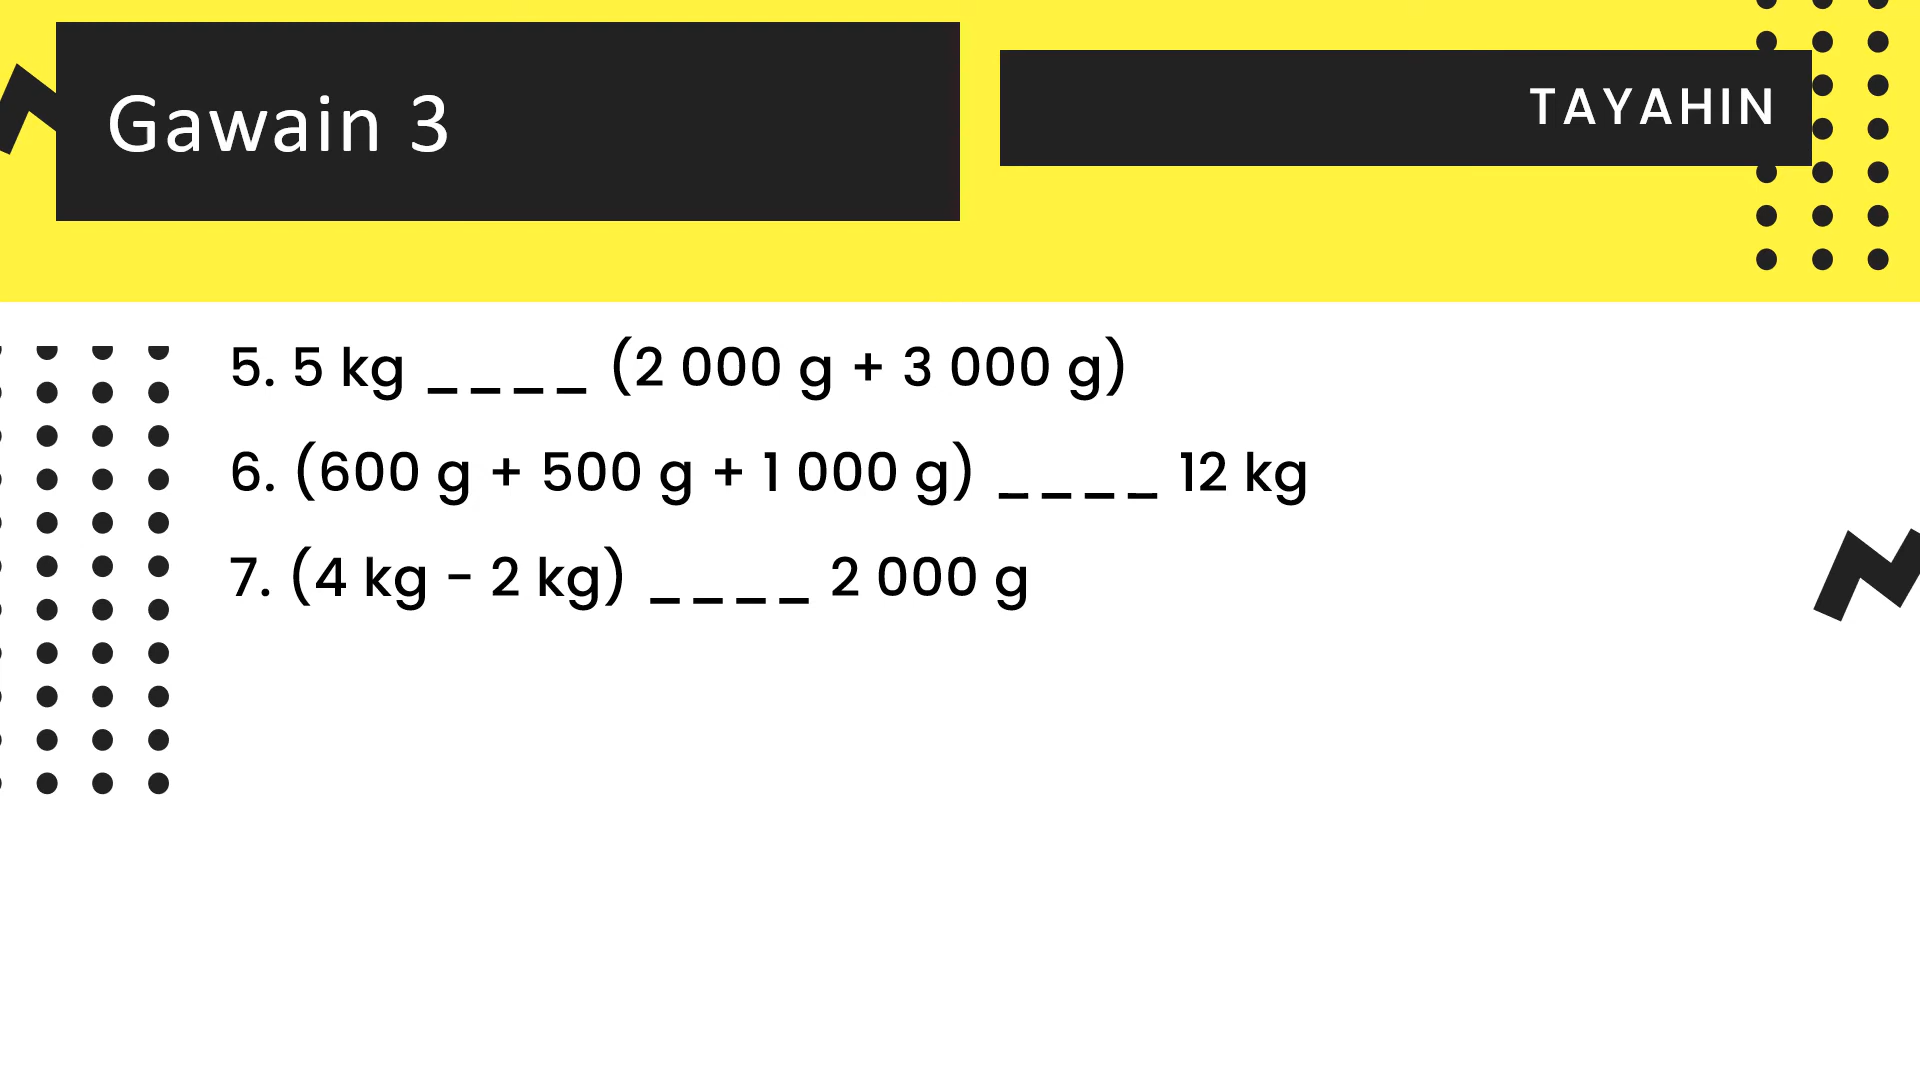 Gawain 3
TAYAHIN
5. 5 kg ____ (2 000 g + 3 000 g)
6. (600 g + 500 g + 1 000 g) ____ 12 kg
7. (4 kg - 2 kg) ____ 2 000 g